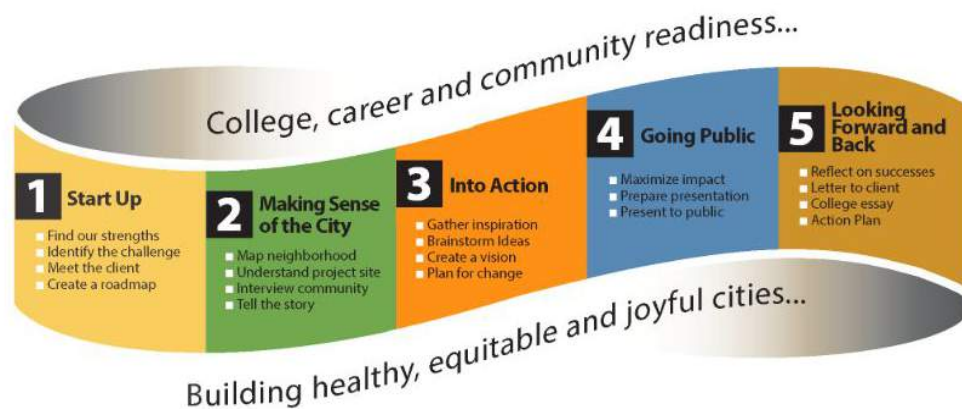 College, career and community readiness...
1 Start Up
Find our strengths
Identify the challenge
Meet the client
Create a roadmap
2 Making Sense
of the City
Map neighborhood
Understand project site
Interview community
Tell the story
3 Into Action
Gather inspiration
Brainstorm Ideas
Create a vision
Plan for change
4 Going Public
Maximize impact
Prepare presentation
Present to public
5 Looking
Forward and
Back
Reflect on successes
Letter to client
College essay
Action Plan
Building healthy, equitable and joyful cities...